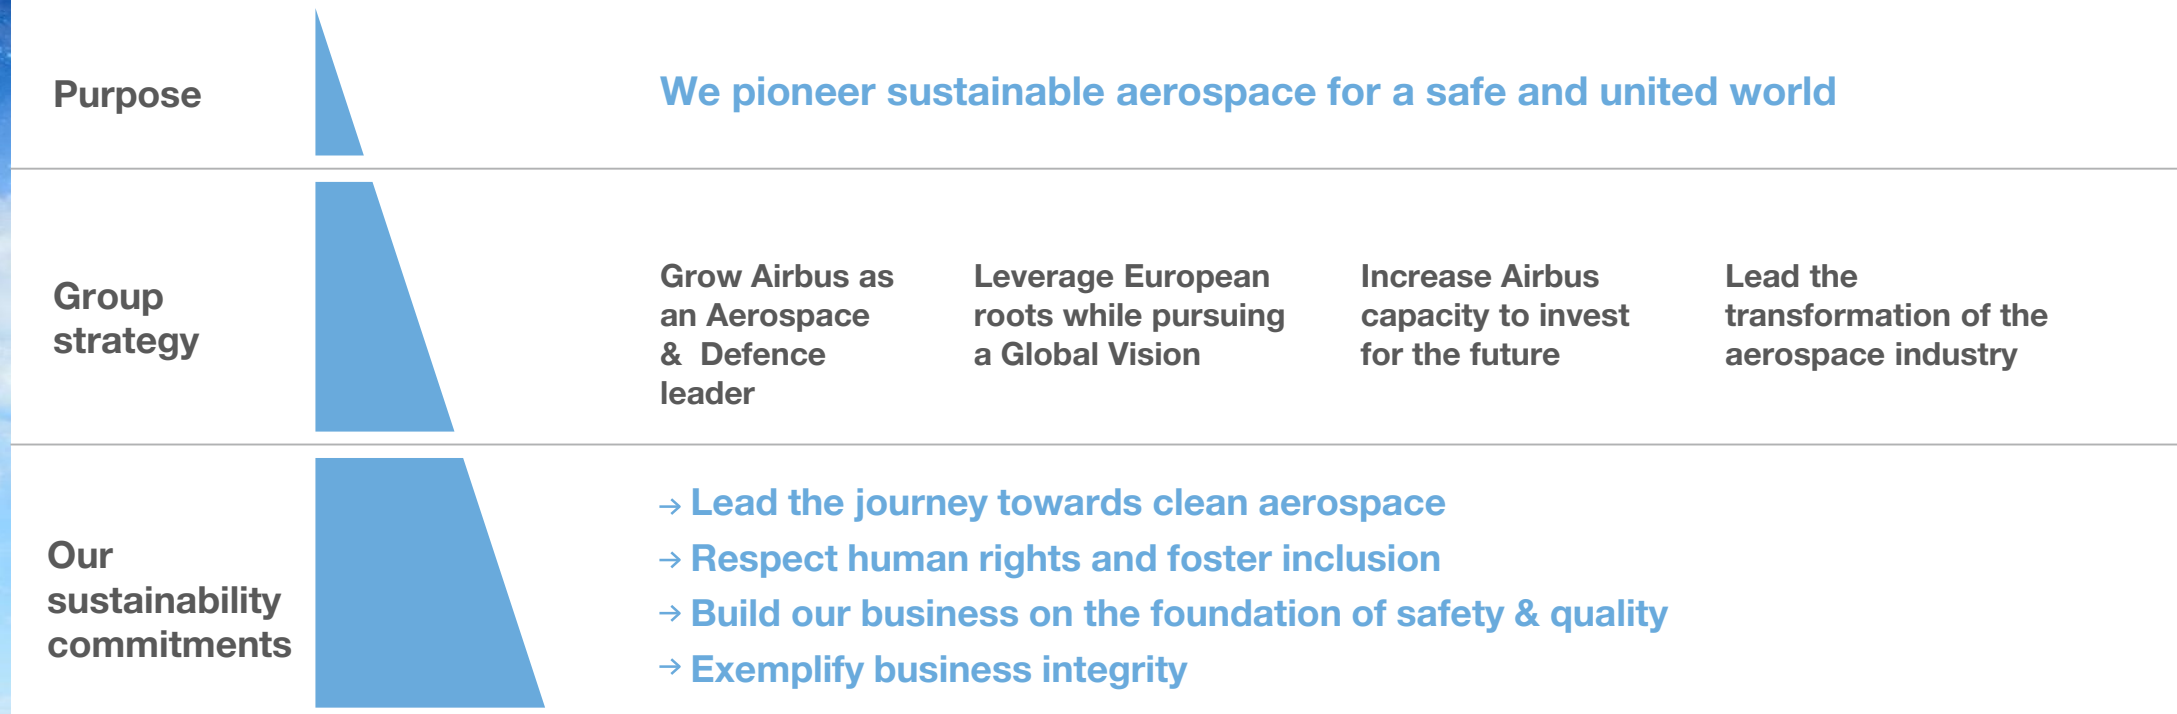 Purpose
We pioneer sustainable aerospace for a safe and united world
Group
strategy
Grow Airbus as
an Aerospace
& Defence
leader
Leverage European
roots while pursuing
a Global Vision
Increase Airbus
capacity to invest
for the future
Lead the
transformation of the
aerospace industry
Our
sustainability
commitments
→ Lead the journey towards clean aerospace
→ Respect human rights and foster inclusion
→ Build our business on the foundation of safety & quality
→ Exemplify business integrity